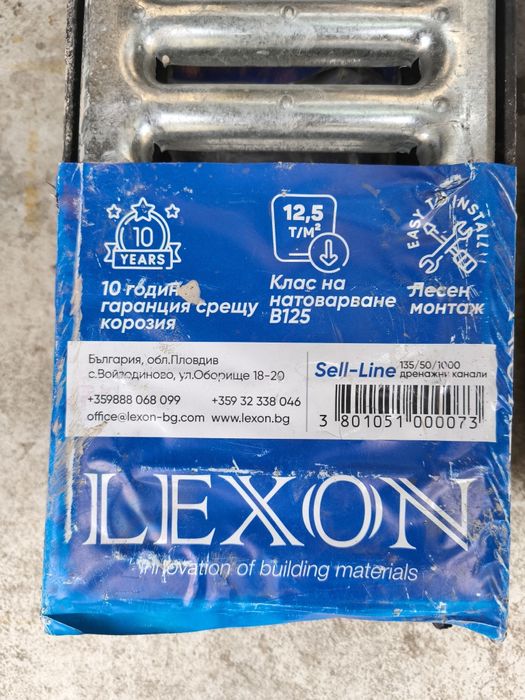 10
YEARS
10 годин
гаранция срещу
корозия
12,5
T/M²
Клас на
натоварване
B125
EASY TO INSTALL!
Лесен
монтаж
България, обл.Пловдив
с.Войводиново, ул.Оборище 18-20
+359888 068 099 +359 32 338 046
office@lexon-bg.com www.lexon.bg
Sell-Line 135/50/1000
дренажни канали
3 801051 000073
LEXON
innovation of building materials